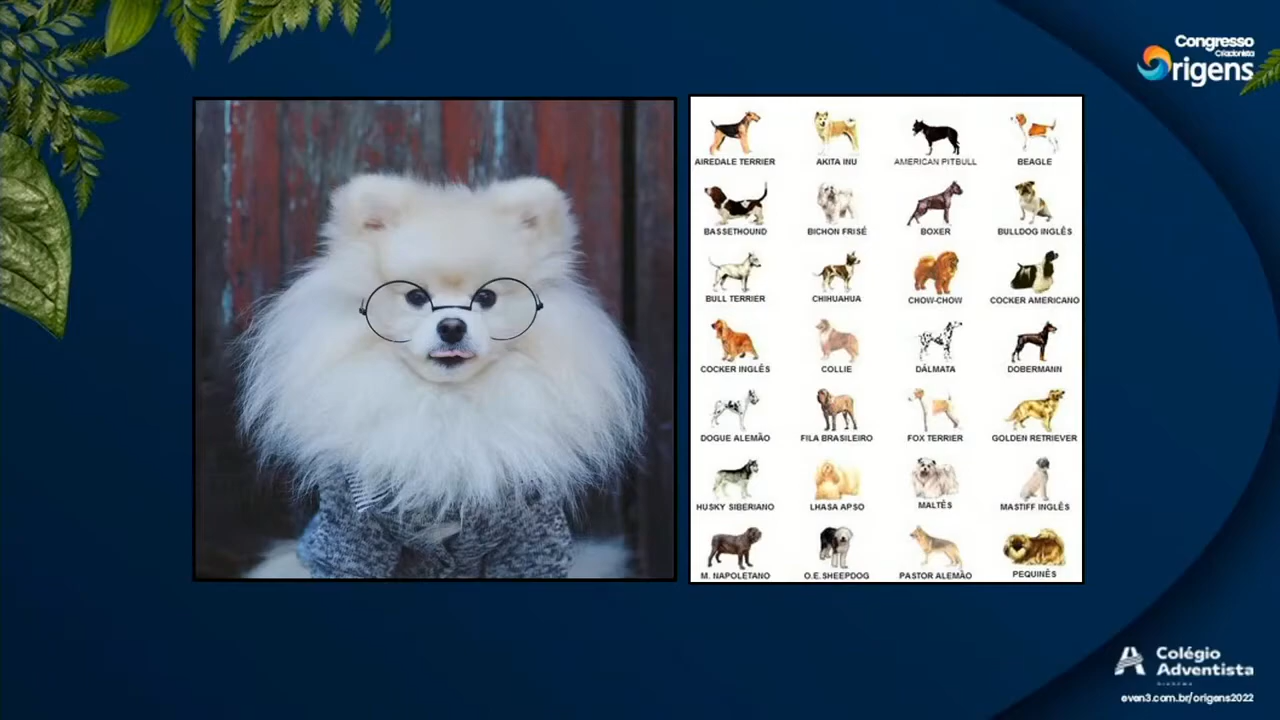 Congresso
Criacionista
Origens
AIREDALE TERRIER
AKITA INU
AMERICAN PITBULL
BEAGLE
BASSETHOUND
BICHON FRISÉ
BOXER
BULLDOG INGLÊS
BULL TERRIER
CHIHUAHUA
CHOW-CHOW
COCKER AMERICANO
COCKER INGLÊS
COLLIE
DÁLMATA
DOBERMANN
DOGUE ALEMÃO
FILA BRASILEIRO
FOX TERRIER
GOLDEN RETRIEVER
HUSKY SIBERIANO
LHASA APSO
MALTÊS
MASTIFF INGLÊS
M. NAPOLETANO
O.E.SHEEPDOG
PASTOR ALEMÃO
PEQUINÊS
Colégio
Adventista
even3.com.br/origens2022